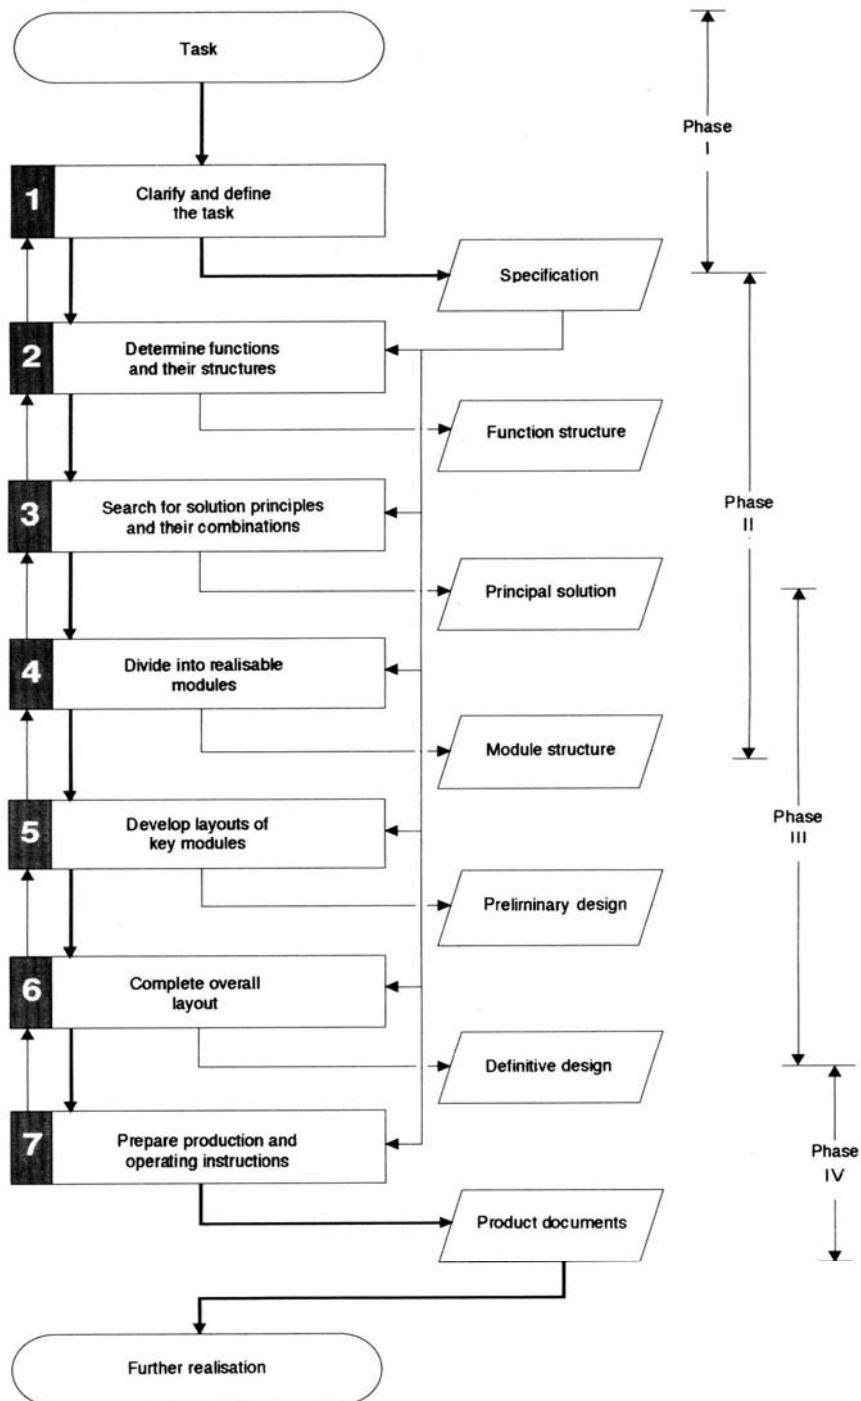 Task
Phase
I
1
Clarify and define
the task
Specification
2
Determine functions
and their structures
Function structure
Phase
II
3
Search for solution principles
and their combinations
Principal solution
4
Divide into realisable
modules
Module structure
5
Develop layouts of
key modules
Phase
III
Preliminary design
6
Complete overall
layout
Definitive design
7
Prepare production and
operating instructions
Phase
IV
Product documents
Further realisation